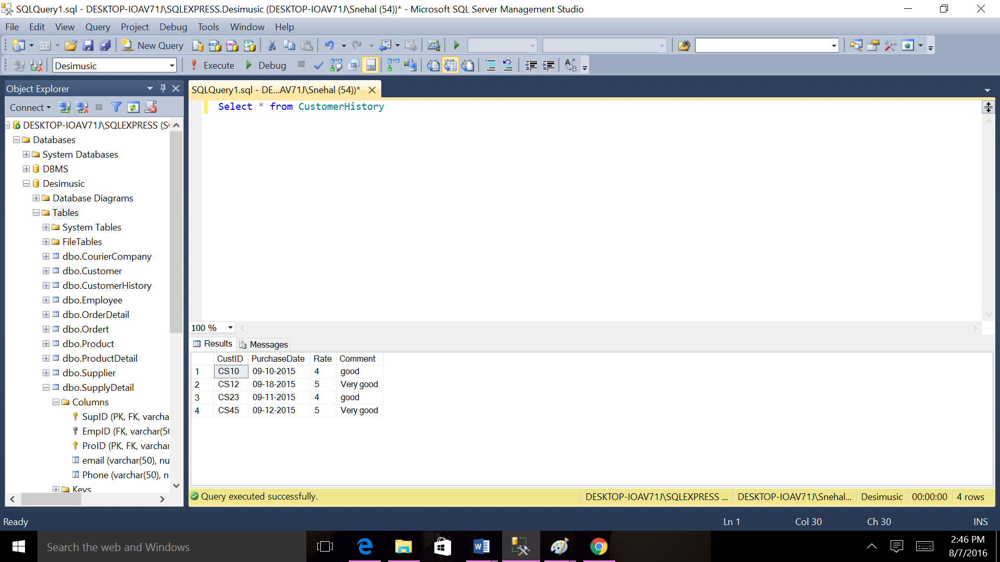 SQLQuery1.sql - DESKTOP-IOAV71J\SQLEXPRESS.Desimusic (DESKTOP-IOAV71J\Snehal (54))* - Microsoft SQL Server Management Studio
File Edit View Query Project Debug Tools Window Help
New Query
Desimusic Execute Debug
Object Explorer
Connect
DESKTOP-IOAV71J\SQLEXPRESS (S
Databases
System Databases
DBMS
Desimusic
Database Diagrams
Tables
System Tables
FileTables
dbo.CourierCompany
dbo.Customer
dbo.CustomerHistory
dbo.Employee
dbo.OrderDetail
dbo.Ordert
dbo.Product
dbo.ProductDetail
dbo.Supplier
dbo.SupplyDetail
Columns
SupID (PK, FK, varcha
EmpID (FK, varchar(50
ProID (PK, FK, varchar
email (varchar(50), nu
Phone (varchar(50), n
Keys
SQLQuery1.sql - DE...AV71J\Snehal (54))*
Select * from CustomerHistory
100 %
Results Messages
CustID PurchaseDate Rate Comment
1 CS10 09-10-2015 4 good
2 CS12 09-18-2015 5 Very good
3 CS23 09-11-2015 4 good
4 CS45 09-12-2015 5 Very good
Query executed successfully. DESKTOP-IOAV71J\SQLEXPRESS ... DESKTOP-IOAV71J\Snehal... Desimusic 00:00:00 4 rows
Ready Ln 1 Col 30 Ch 30 INS
Search the web and Windows
2:46 PM
8/7/2016